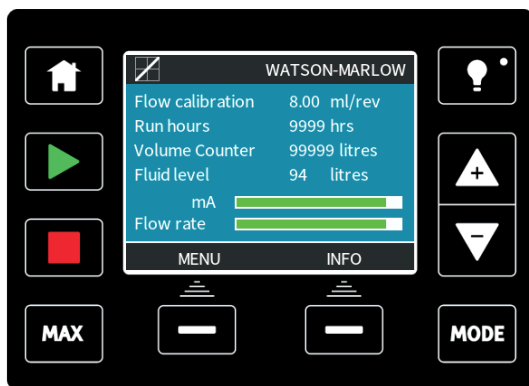 WATSON-MARLOW
Flow calibration 8.00 ml/rev
Run hours 9999 hrs
Volume Counter 99999 litres
Fluid level 94 litres
mA
Flow rate
MENU INFO
+
-
MAX
MODE